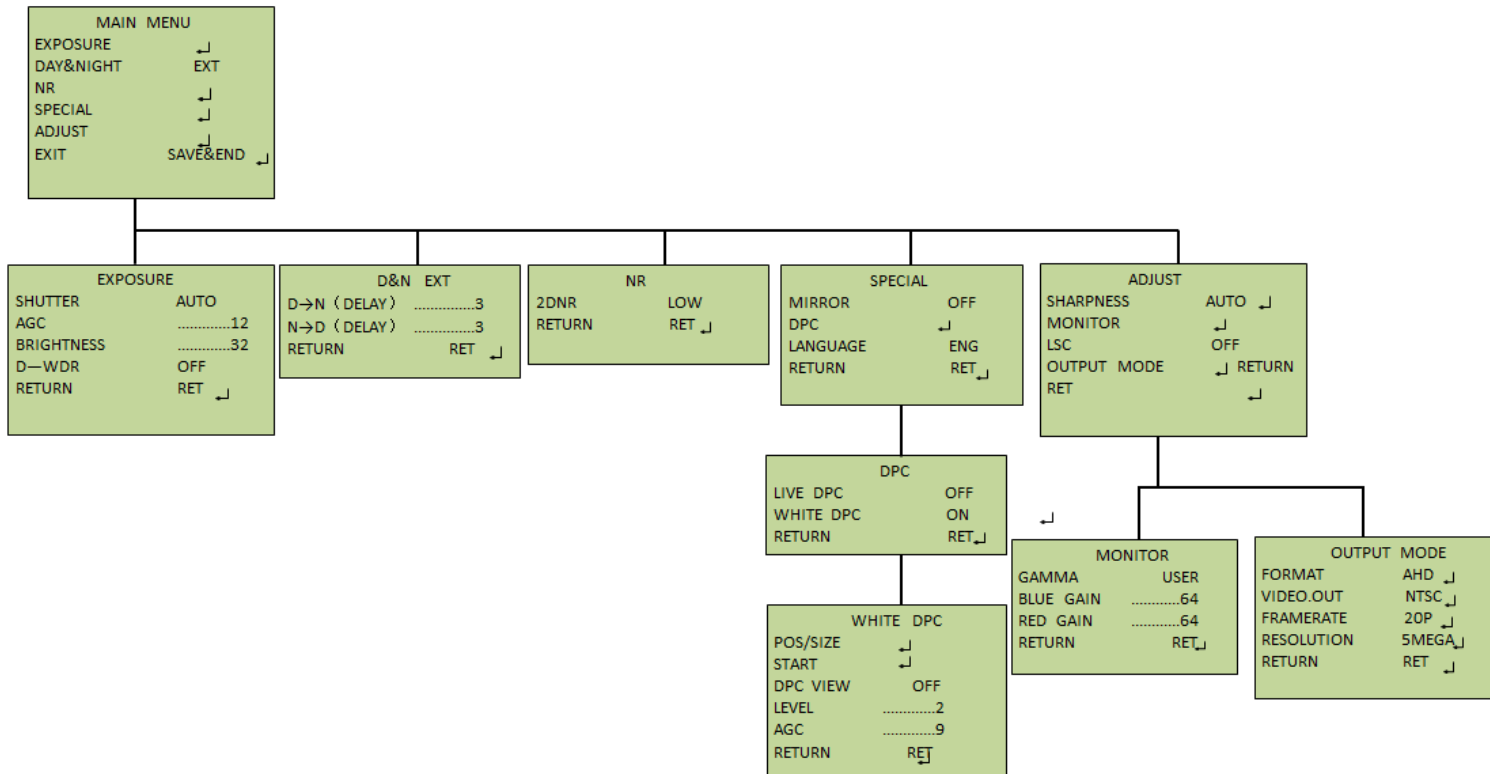 MAIN MENU
EXPOSURE ↵
DAY&NIGHT EXT
NR ↵
SPECIAL ↵
ADJUST ↵
EXIT SAVE&END ↵
EXPOSURE
SHUTTER AUTO
AGC .............12
BRIGHTNESS .............32
D—WDR OFF
RETURN RET ↵
D&N EXT
D→N (DELAY) ..............3
N→D (DELAY) ..............3
RETURN RET ↵
NR
2DNR LOW
RETURN RET ↵
SPECIAL
MIRROR OFF
DPC ↵
LANGUAGE ENG
RETURN RET ↵
ADJUST
SHARPNESS AUTO ↵
MONITOR ↵
LSC OFF
OUTPUT MODE ↵ RETURN
RET ↵
DPC
LIVE DPC OFF
WHITE DPC ON ↵
RETURN RET ↵
WHITE DPC
POS/SIZE ↵
START ↵
DPC VIEW OFF
LEVEL .............2
AGC .............9
RETURN RET ↵
MONITOR
GAMMA USER
BLUE GAIN ............64
RED GAIN ............64
RETURN RET ↵
OUTPUT MODE
FORMAT AHD ↵
VIDEO.OUT NTSC ↵
FRAMERATE 20P ↵
RESOLUTION 5MEGA ↵
RETURN RET ↵